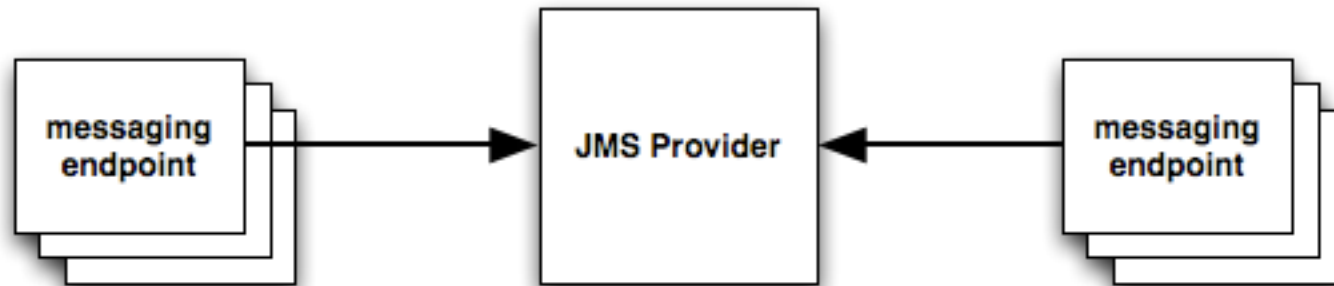 messaging
endpoint
JMS Provider
messaging
endpoint